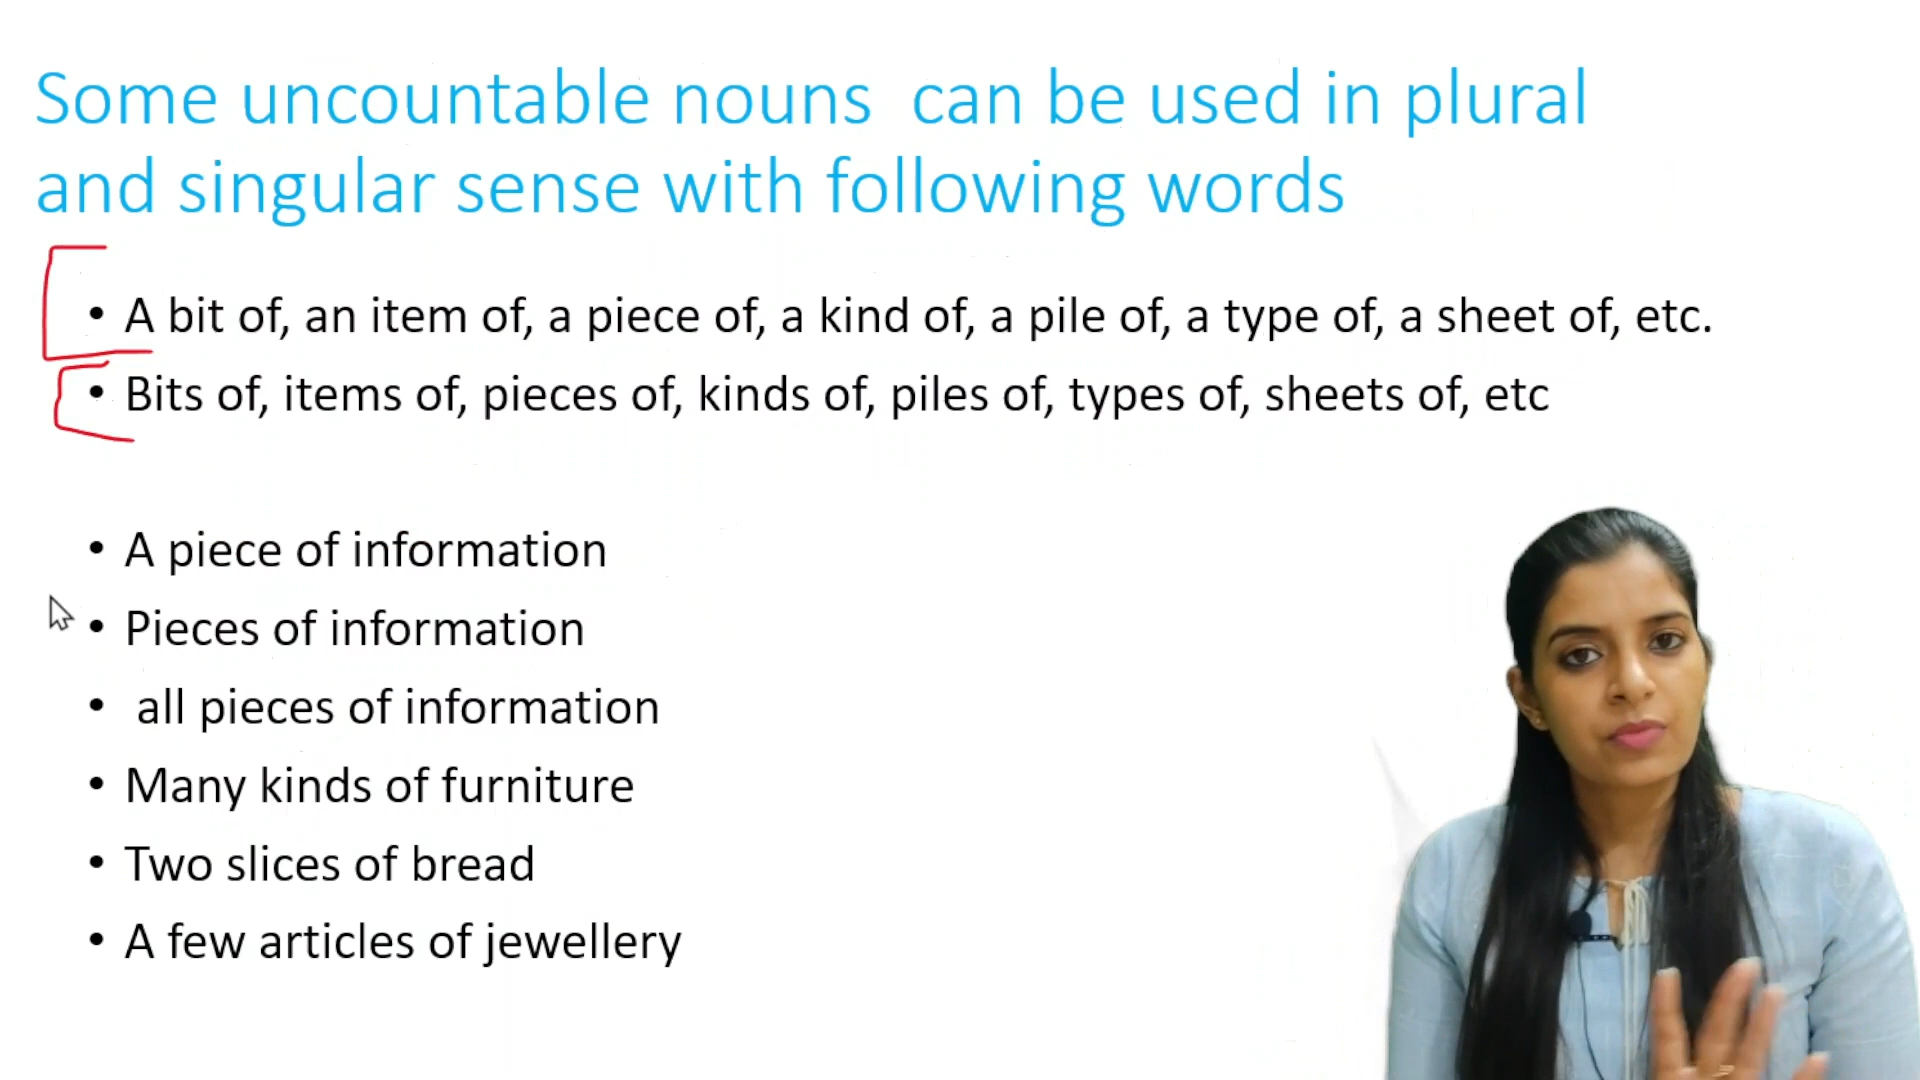 Some uncountable nouns  can be used in plural
and singular sense with following words
• A bit of, an item of, a piece of, a kind of, a pile of, a type of, a sheet of, etc.
• Bits of, items of, pieces of, kinds of, piles of, types of, sheets of, etc
• A piece of information
• Pieces of information
•  all pieces of information
• Many kinds of furniture
• Two slices of bread
• A few articles of jewellery